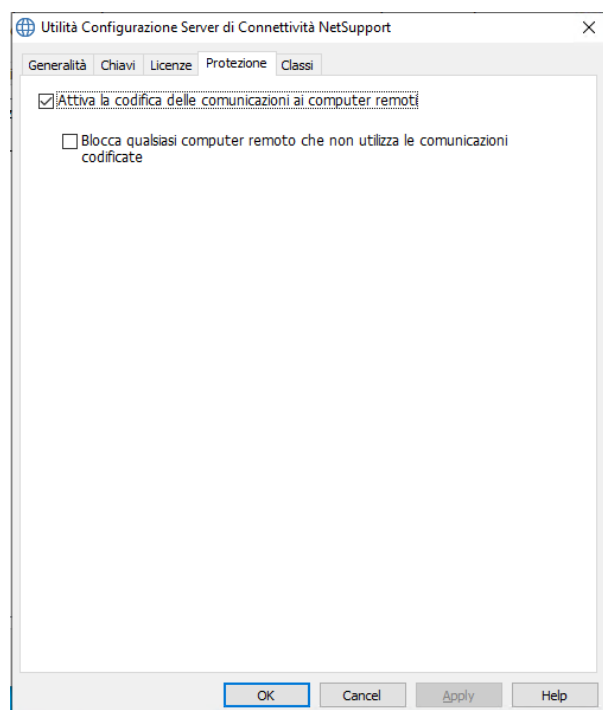 Utilità Configurazione Server di Connettività NetSupport
Generalità Chiavi Licenze Protezione Classi
Attiva la codifica delle comunicazioni ai computer remoti
Blocca qualsiasi computer remoto che non utilizza le comunicazioni
codificate
OK Cancel Apply Help